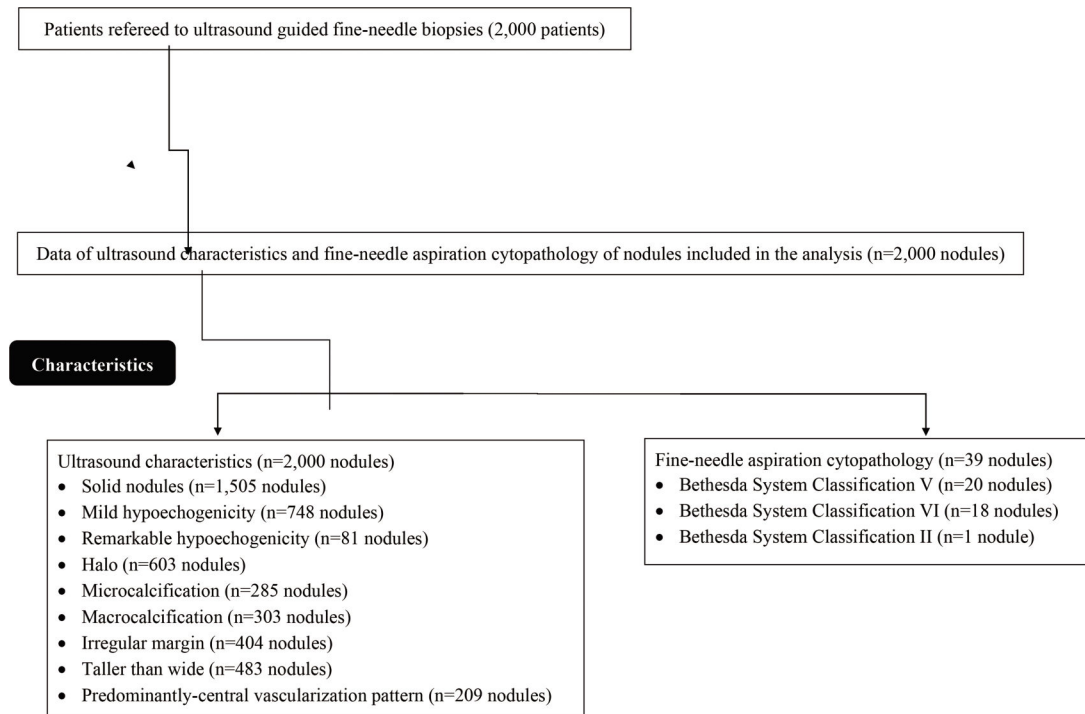 Patients refereed to ultrasound guided fine-needle biopsies (2,000 patients)
Data of ultrasound characteristics and fine-needle aspiration cytopathology of nodules included in the analysis (n=2,000 nodules)
Characteristics
Ultrasound characteristics (n=2,000 nodules)
• Solid nodules (n=1,505 nodules)
• Mild hypoechogenicity (n=748 nodules)
• Remarkable hypoechogenicity (n=81 nodules)
• Halo (n=603 nodules)
• Microcalcification (n=285 nodules)
• Macrocalcification (n=303 nodules)
• Irregular margin (n=404 nodules)
• Taller than wide (n=483 nodules)
• Predominantly-central vascularization pattern (n=209 nodules)
Fine-needle aspiration cytopathology (n=39 nodules)
• Bethesda System Classification V (n=20 nodules)
• Bethesda System Classification VI (n=18 nodules)
• Bethesda System Classification II (n=1 nodule)